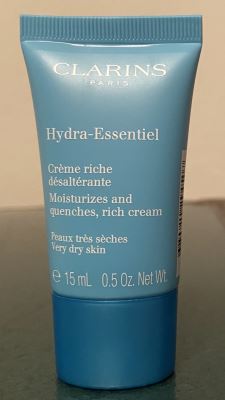 CLARINS
PARIS
Hydra-Essentiel
Crème riche
désaltérante
Moisturizes and
quenches, rich cream
Peaux très sèches
Very dry skin
℮ 15 mL 0.5 Oz. Net Wt.